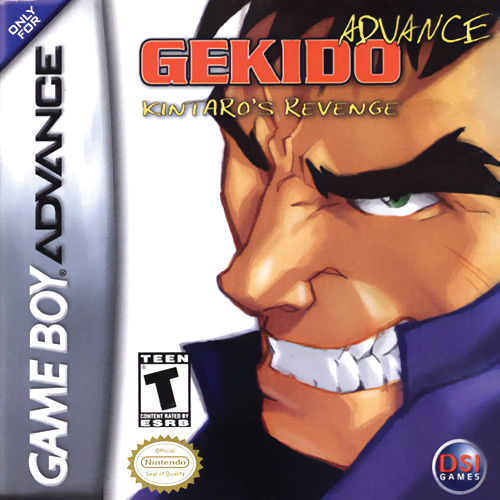 ONLY
FOR
GAME BOY ADVANCE
ADVANCE
GEKIDO
KINTARO'S REVENGE
TEEN
T
CONTENT RATED BY
ESRB
Official
Nintendo
Seal of Quality
DSI
GAMES